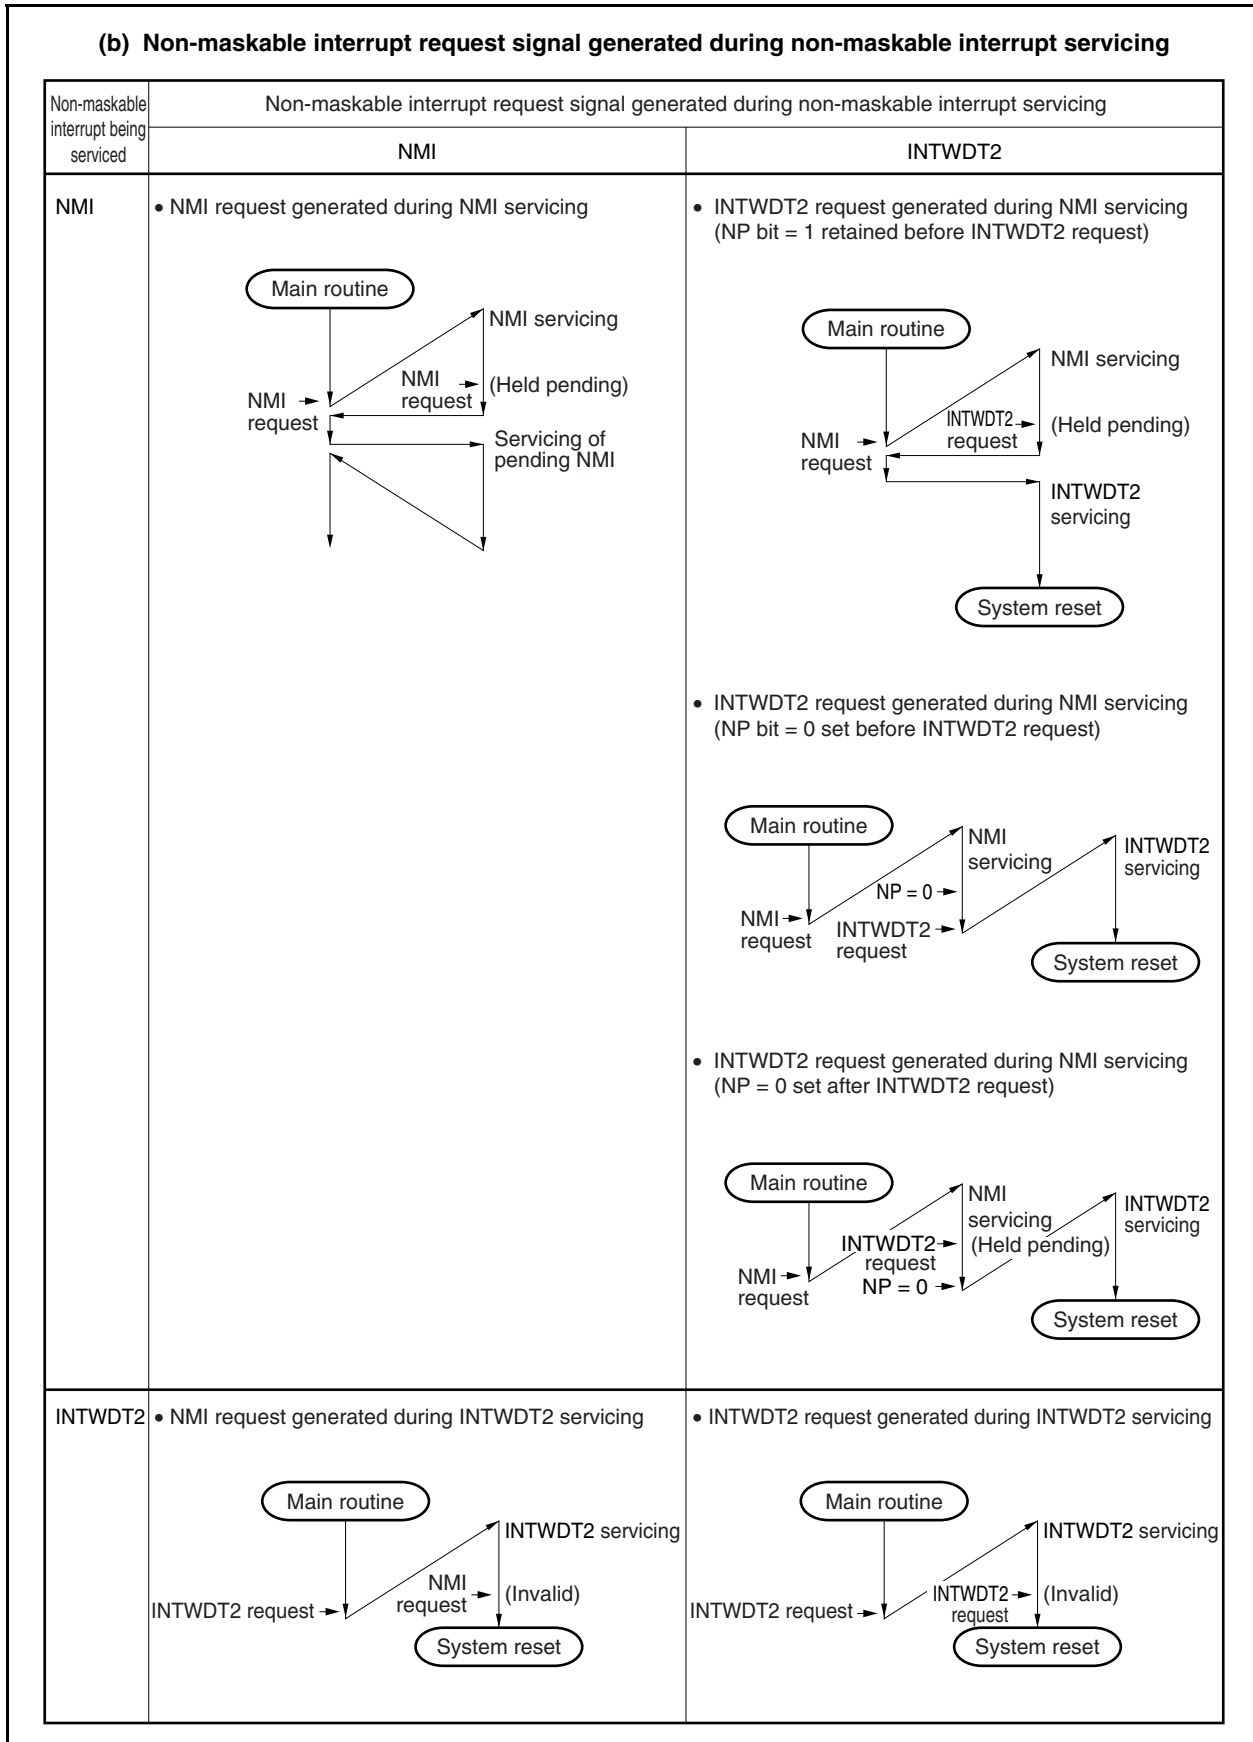 (b) Non-maskable interrupt request signal generated during non-maskable interrupt servicing
Non-maskable
interrupt being
serviced
Non-maskable interrupt request signal generated during non-maskable interrupt servicing
NMI
INTWDT2
NMI
• NMI request generated during NMI servicing
Main routine
NMI servicing
NMI
request
(Held pending)
NMI
request
Servicing of
pending NMI
• INTWDT2 request generated during NMI servicing
(NP bit = 1 retained before INTWDT2 request)
Main routine
NMI servicing
INTWDT2
request
(Held pending)
NMI
request
INTWDT2
servicing
System reset
• INTWDT2 request generated during NMI servicing
(NP bit = 0 set before INTWDT2 request)
Main routine
NMI
servicing
INTWDT2
servicing
NP = 0
NMI
request
INTWDT2
request
System reset
• INTWDT2 request generated during NMI servicing
(NP = 0 set after INTWDT2 request)
Main routine
NMI
servicing
(Held pending)
INTWDT2
servicing
INTWDT2
request
NMI
request
NP = 0
System reset
INTWDT2
• NMI request generated during INTWDT2 servicing
Main routine
INTWDT2 servicing
NMI
request
(Invalid)
INTWDT2 request
System reset
• INTWDT2 request generated during INTWDT2 servicing
Main routine
INTWDT2 servicing
INTWDT2
request
(Invalid)
INTWDT2 request
System reset